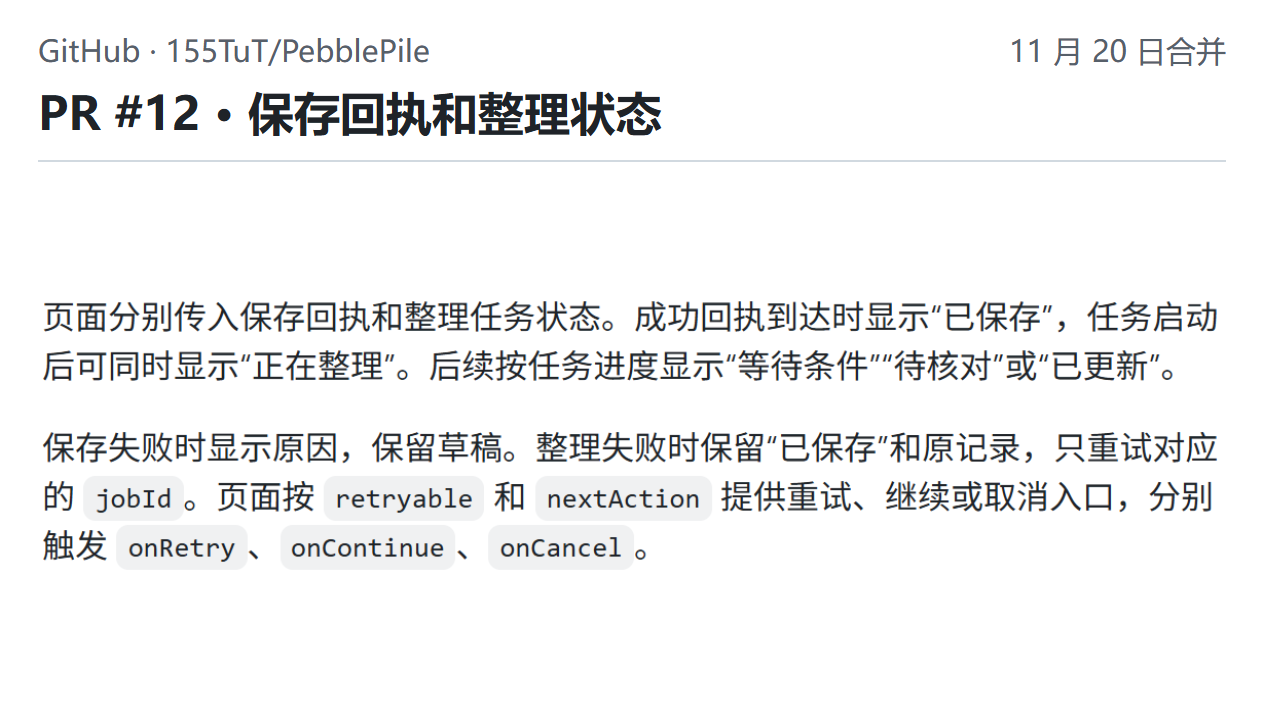 GitHub · 155TuT/PebblePile
11 月 20 日合并
PR #12 • 保存回执和整理状态
页面分别传入保存回执和整理任务状态。成功回执到达时显示“已保存”，任务启动
后可同时显示“正在整理”。后续按任务进度显示“等待条件”“待核对”或“已更新”。
保存失败时显示原因，保留草稿。整理失败时保留“已保存”和原记录，只重试对应
的 jobId 。页面按 retryable 和 nextAction 提供重试、继续或取消入口，分别
触发 onRetry 、 onContinue 、 onCancel 。